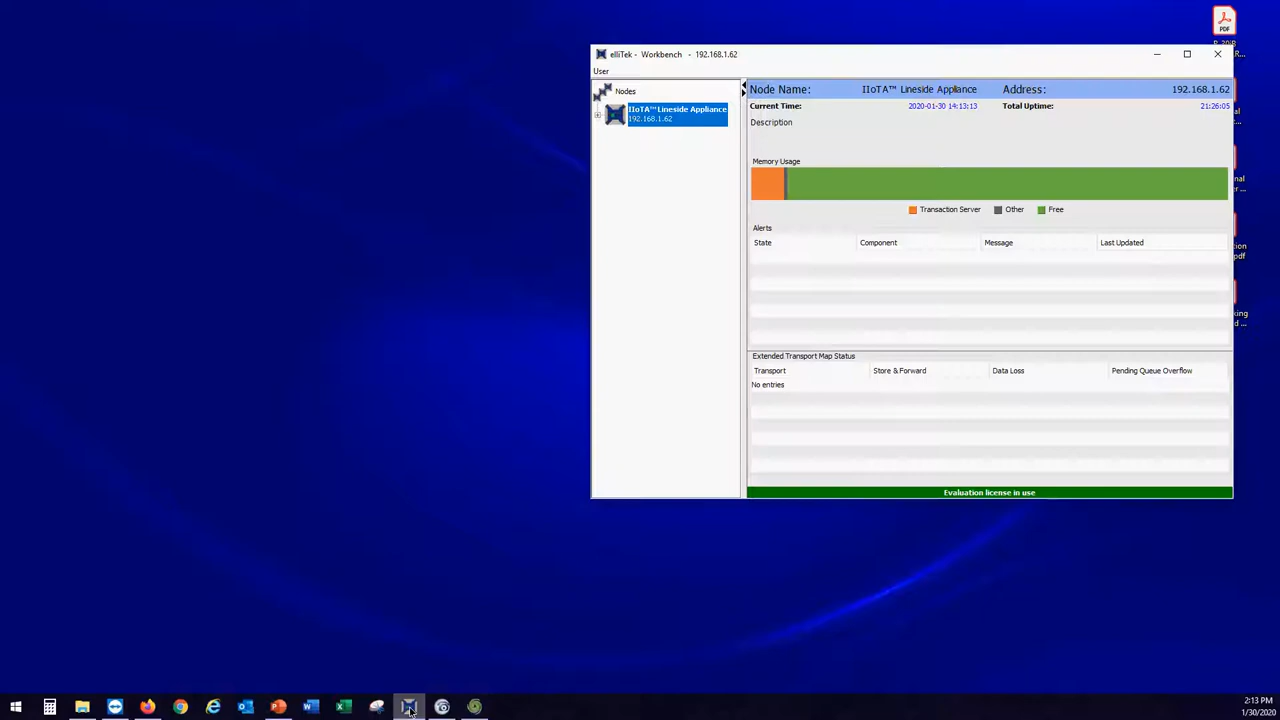 PDF
elliTek - Workbench - 192.168.1.62
User
Nodes
IIoTA™ Lineside Appliance
192.168.1.62
Node Name: IIoTA™ Lineside Appliance Address: 192.168.1.62
Current Time: 2020-01-30 14:13:13 Total Uptime: 21:26:05
Description
Memory Usage
Transaction Server Other Free
Alerts
State Component Message Last Updated
Extended Transport Map Status
Transport Store & Forward Data Loss Pending Queue Overflow
No entries
Evaluation license in use
2:13 PM
1/30/2020